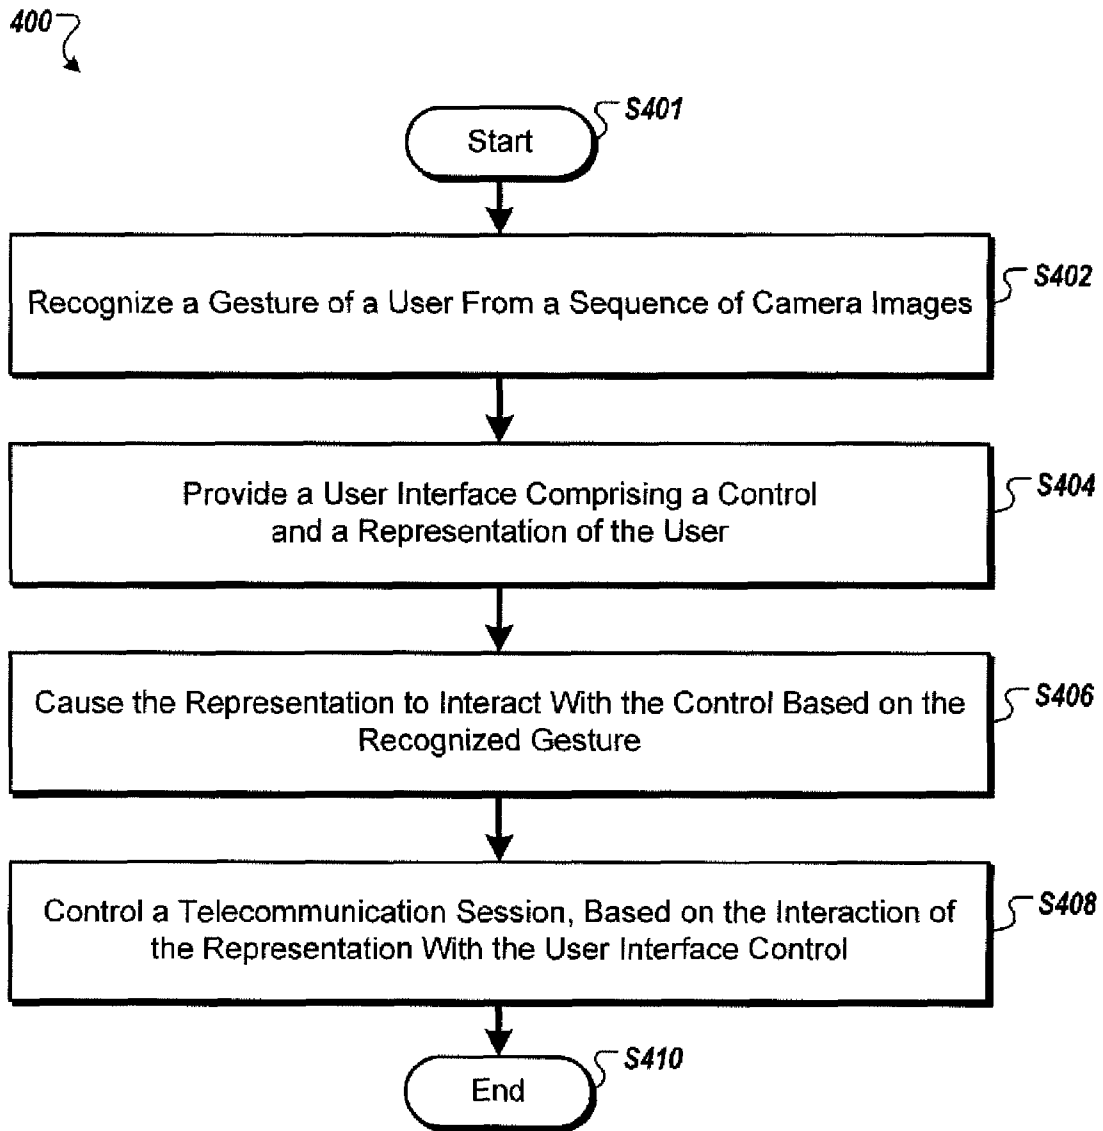 400
S401
Start
S402
Recognize a Gesture of a User From a Sequence of Camera Images
S404
Provide a User Interface Comprising a Control
and a Representation of the User
S406
Cause the Representation to Interact With the Control Based on the
Recognized Gesture
S408
Control a Telecommunication Session, Based on the Interaction of
the Representation With the User Interface Control
S410
End